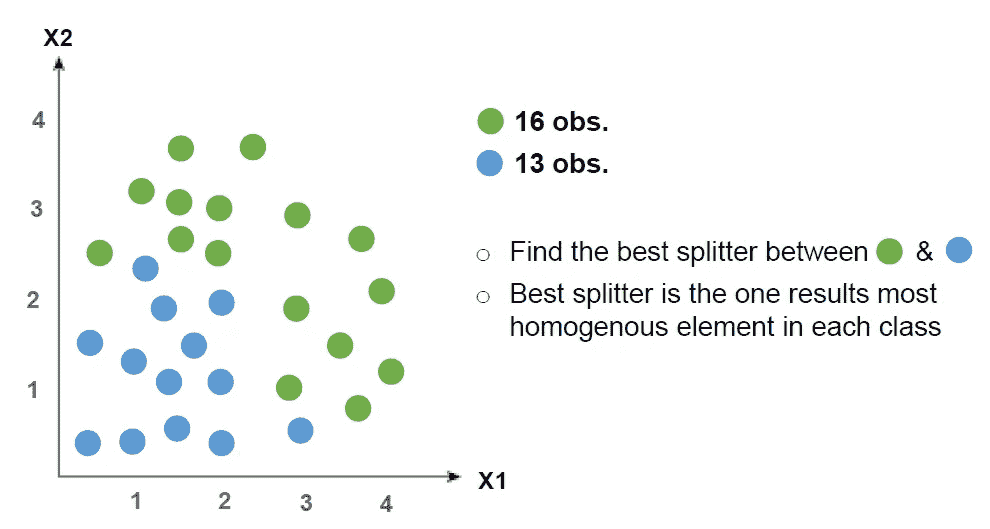 X2
4
3
2
1
1 2 3 4
X1
16 obs.
13 obs.
○ Find the best splitter between & 
○ Best splitter is the one results most
homogenous element in each class